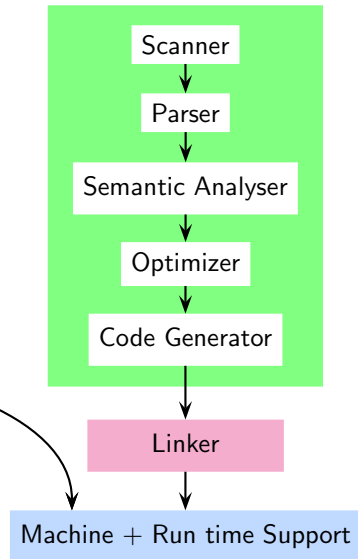 Scanner
Parser
Semantic Analyser
Optimizer
Code Generator
Linker
Machine + Run time Support